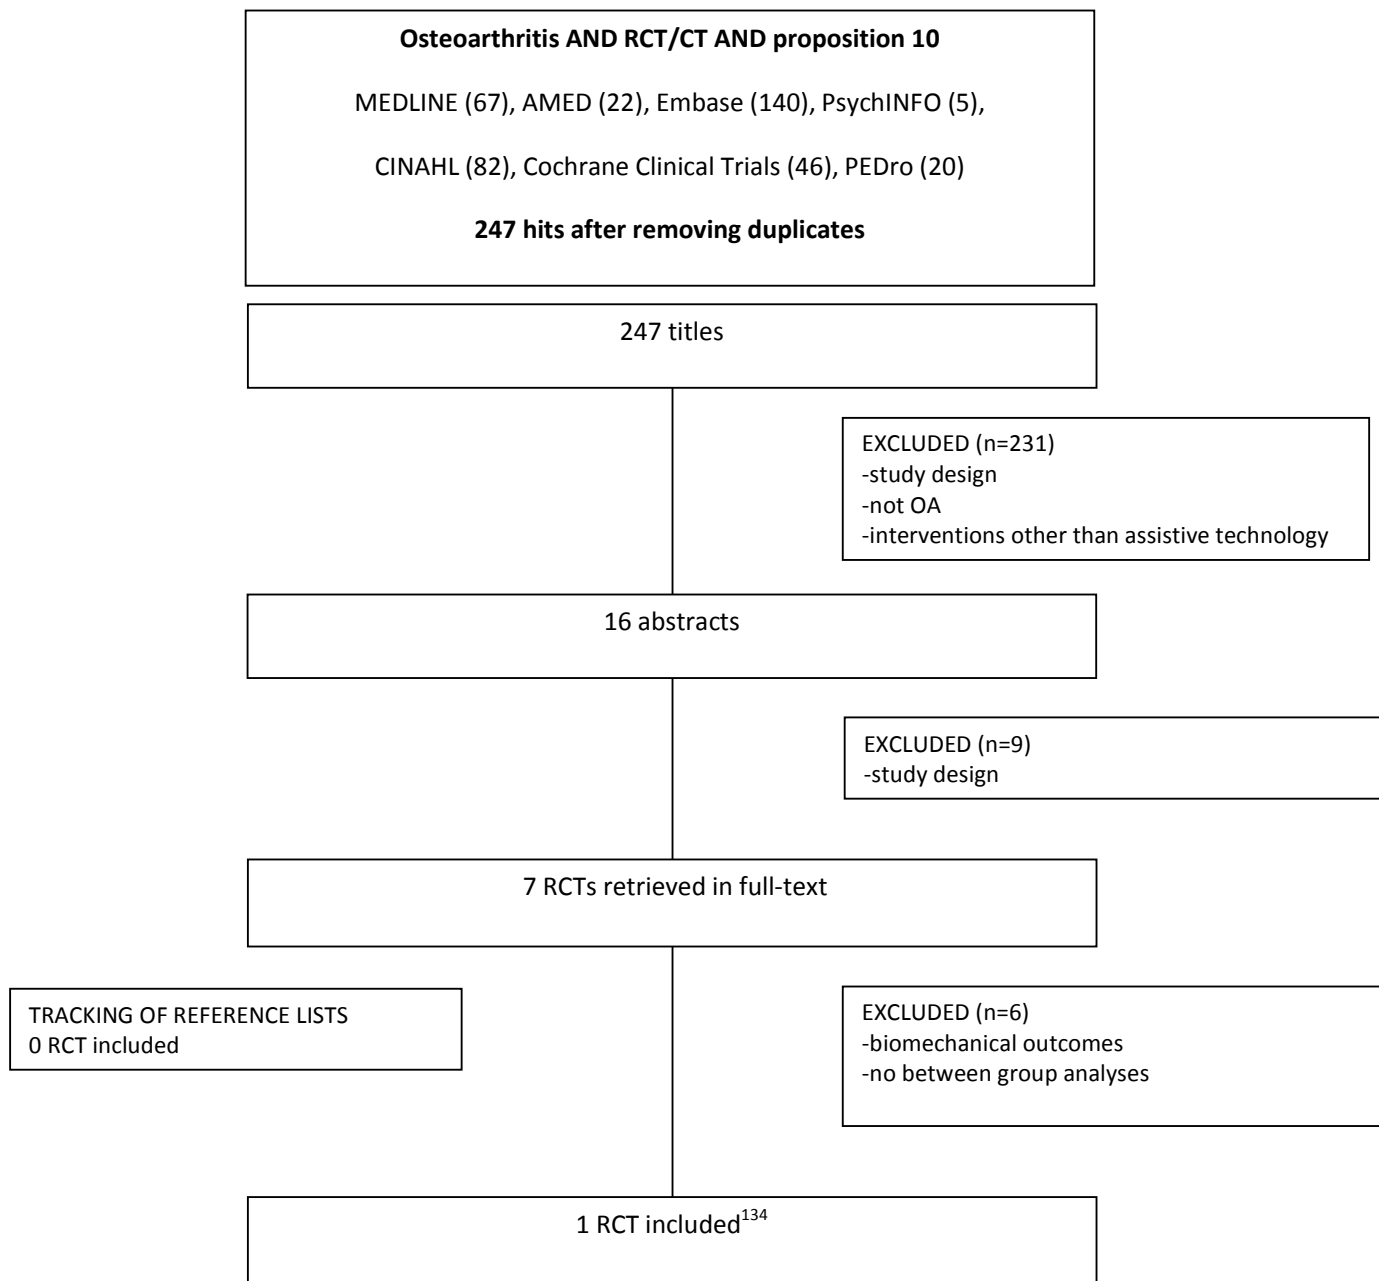 Osteoarthritis AND RCT/CT AND proposition 10
MEDLINE (67), AMED (22), Embase (140), PsychINFO (5),
CINAHL (82), Cochrane Clinical Trials (46), PEDro (20)
247 hits after removing duplicates
247 titles
EXCLUDED (n=231)
-study design
-not OA
-interventions other than assistive technology
16 abstracts
EXCLUDED (n=9)
-study design
7 RCTs retrieved in full-text
TRACKING OF REFERENCE LISTS
0 RCT included
EXCLUDED (n=6)
-biomechanical outcomes
-no between group analyses
1 RCT included134